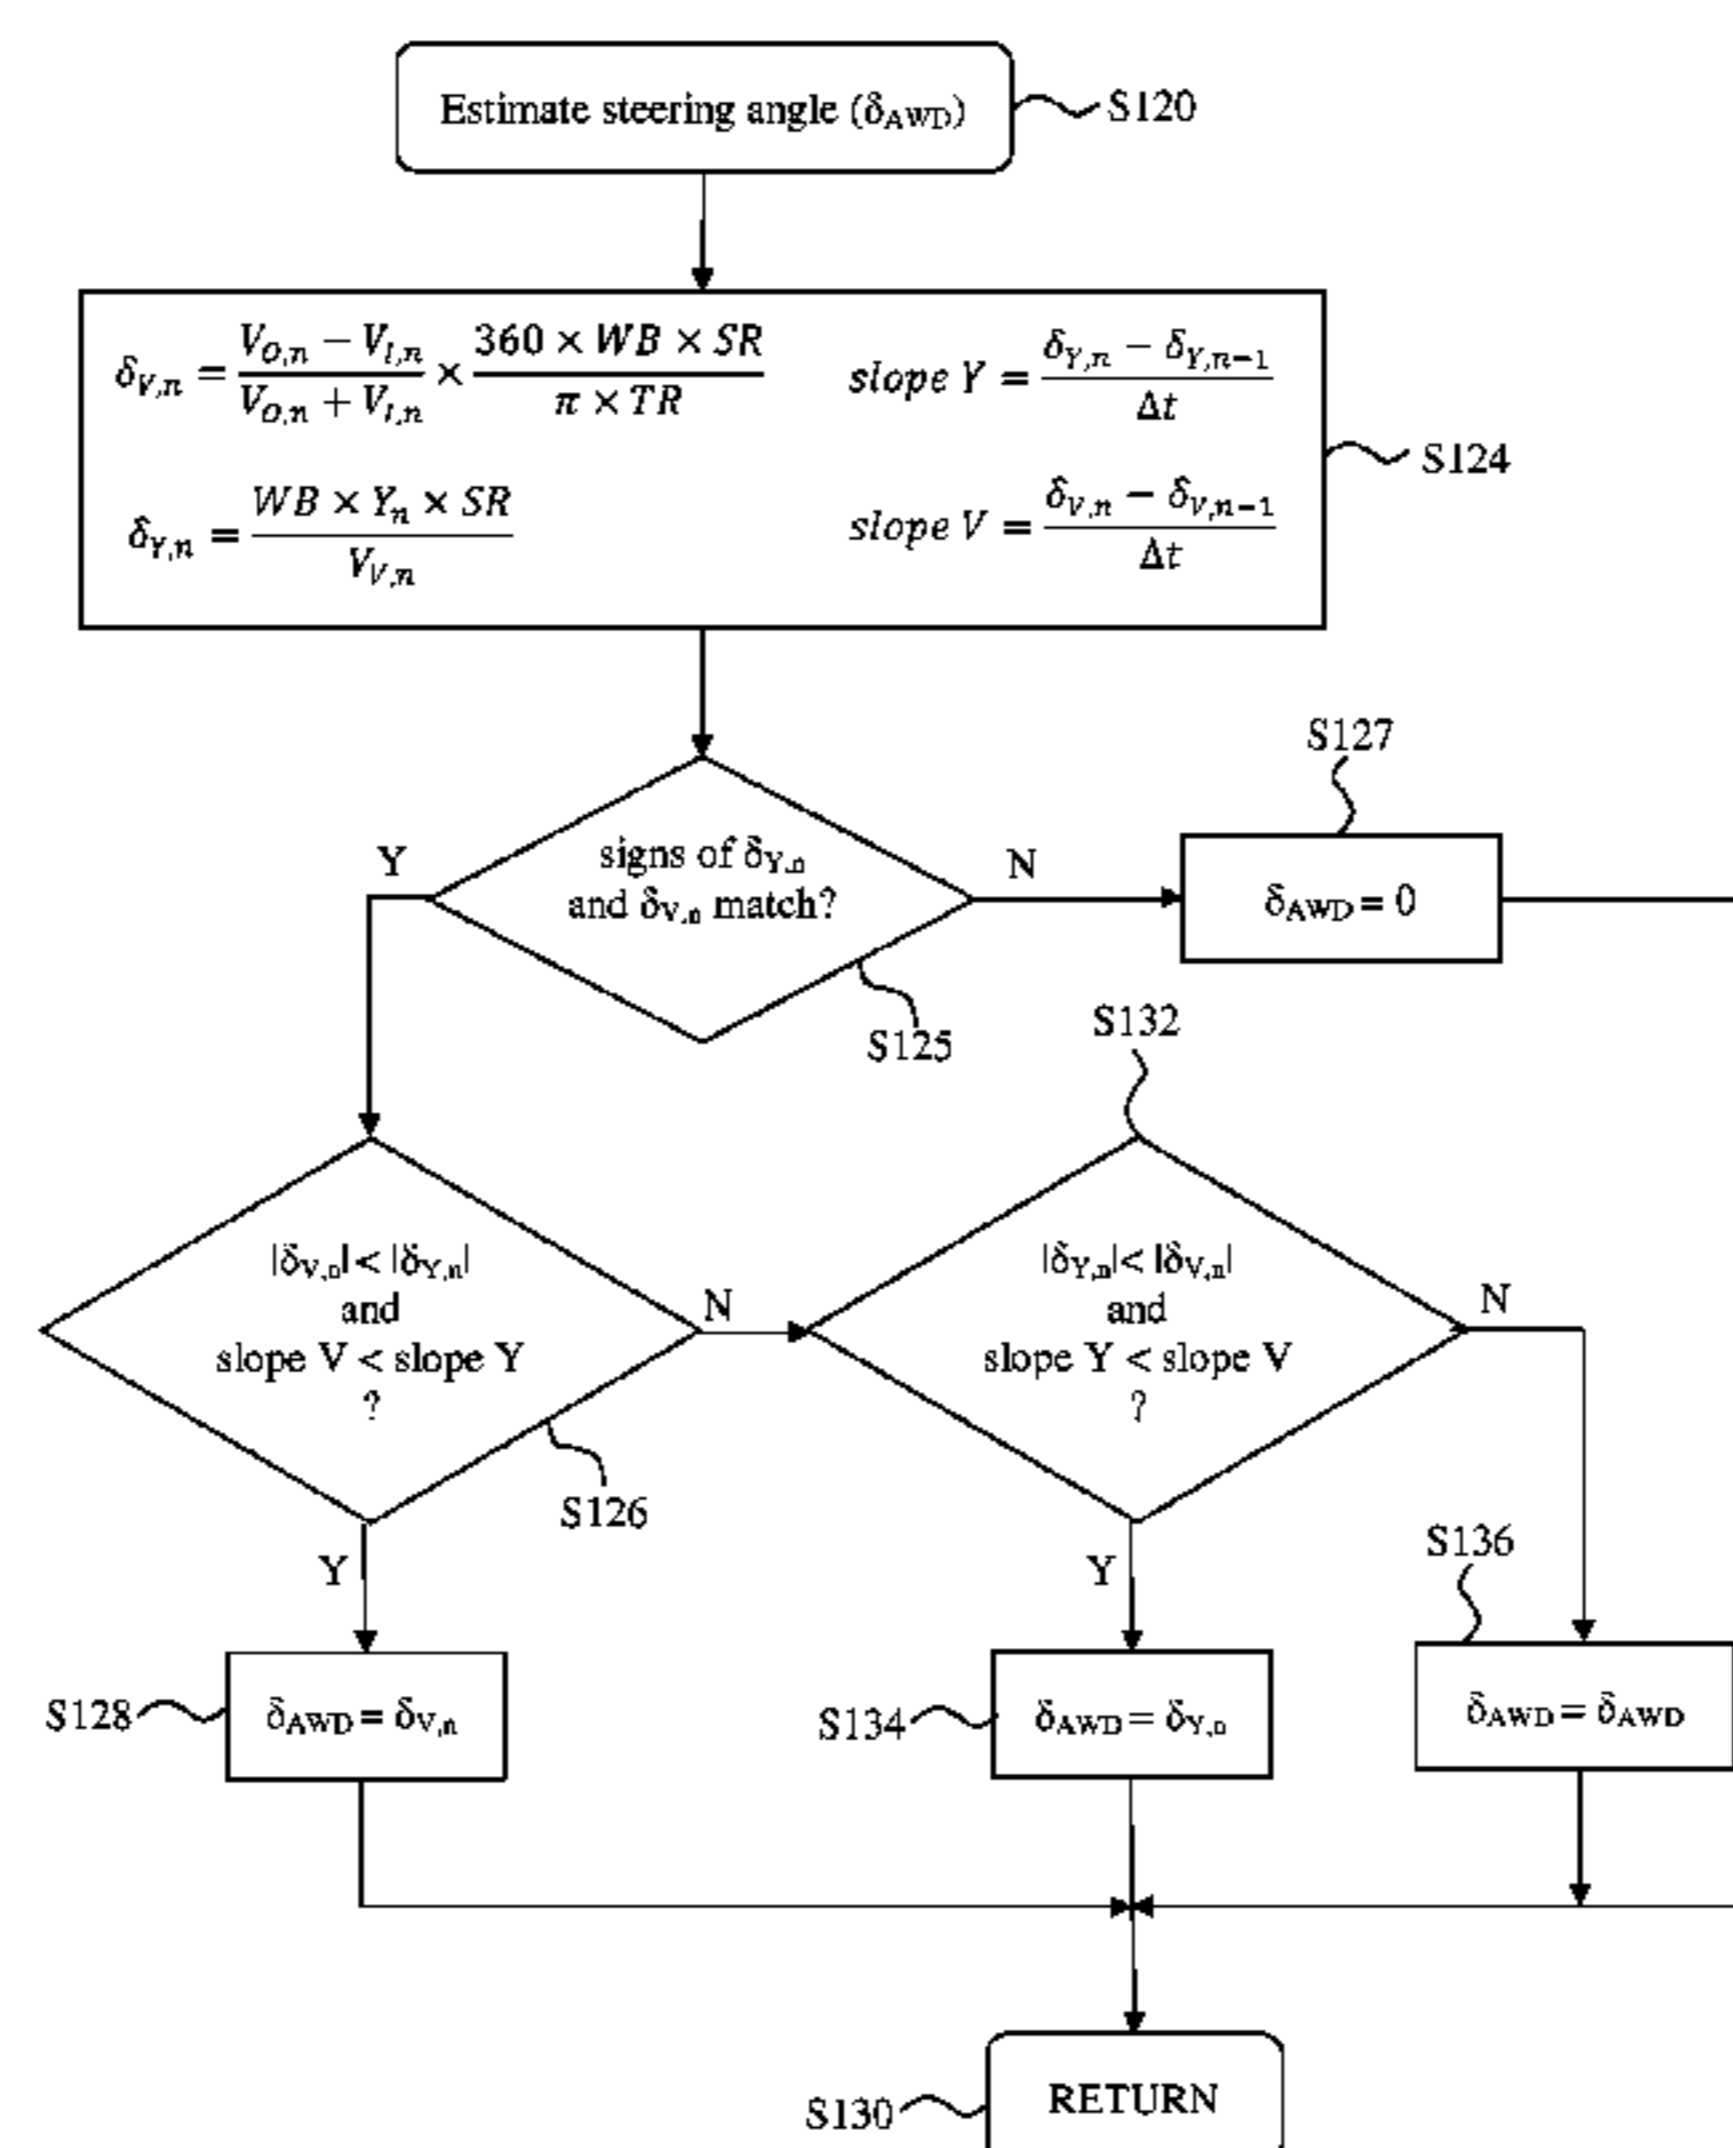 Estimate steering angle (δAWD)
S120
δV,n = (VO,n − VI,n)/(VO,n + VI,n) × (360 × WB × SR)/(π × TR)
slope Y = (δY,n − δY,n−1)/Δt
S124
δY,n = (WB × Yn × SR)/VV,n
slope V = (δV,n − δV,n−1)/Δt
S127
Y
signs of δY,n
and δV,n match?
N
δAWD = 0
S125
S132
|δV,n| < |δY,n|
and
slope V < slope Y
?
N
|δY,n| < |δV,n|
and
slope Y < slope V
?
N
S126
Y
Y
S136
S128
δAWD = δV,n
S134
δAWD = δY,n
δAWD = δAWD
S130
RETURN